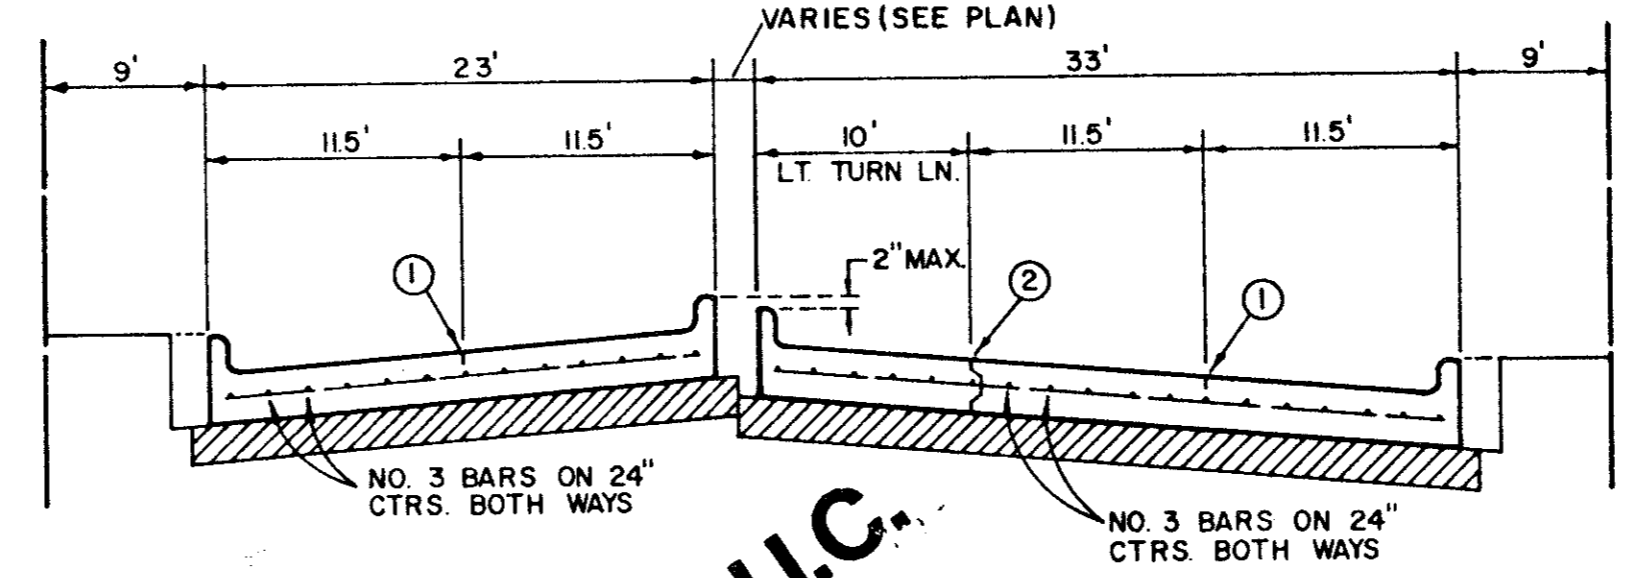 VARIES (SEE PLAN)
9'
23'
33'
9'
11.5'
11.5'
10'
11.5'
11.5'
LT. TURN LN.
2" MAX.
1
2
1
NO. 3 BARS ON 24"
CTRS. BOTH WAYS
NO. 3 BARS ON 24"
CTRS. BOTH WAYS